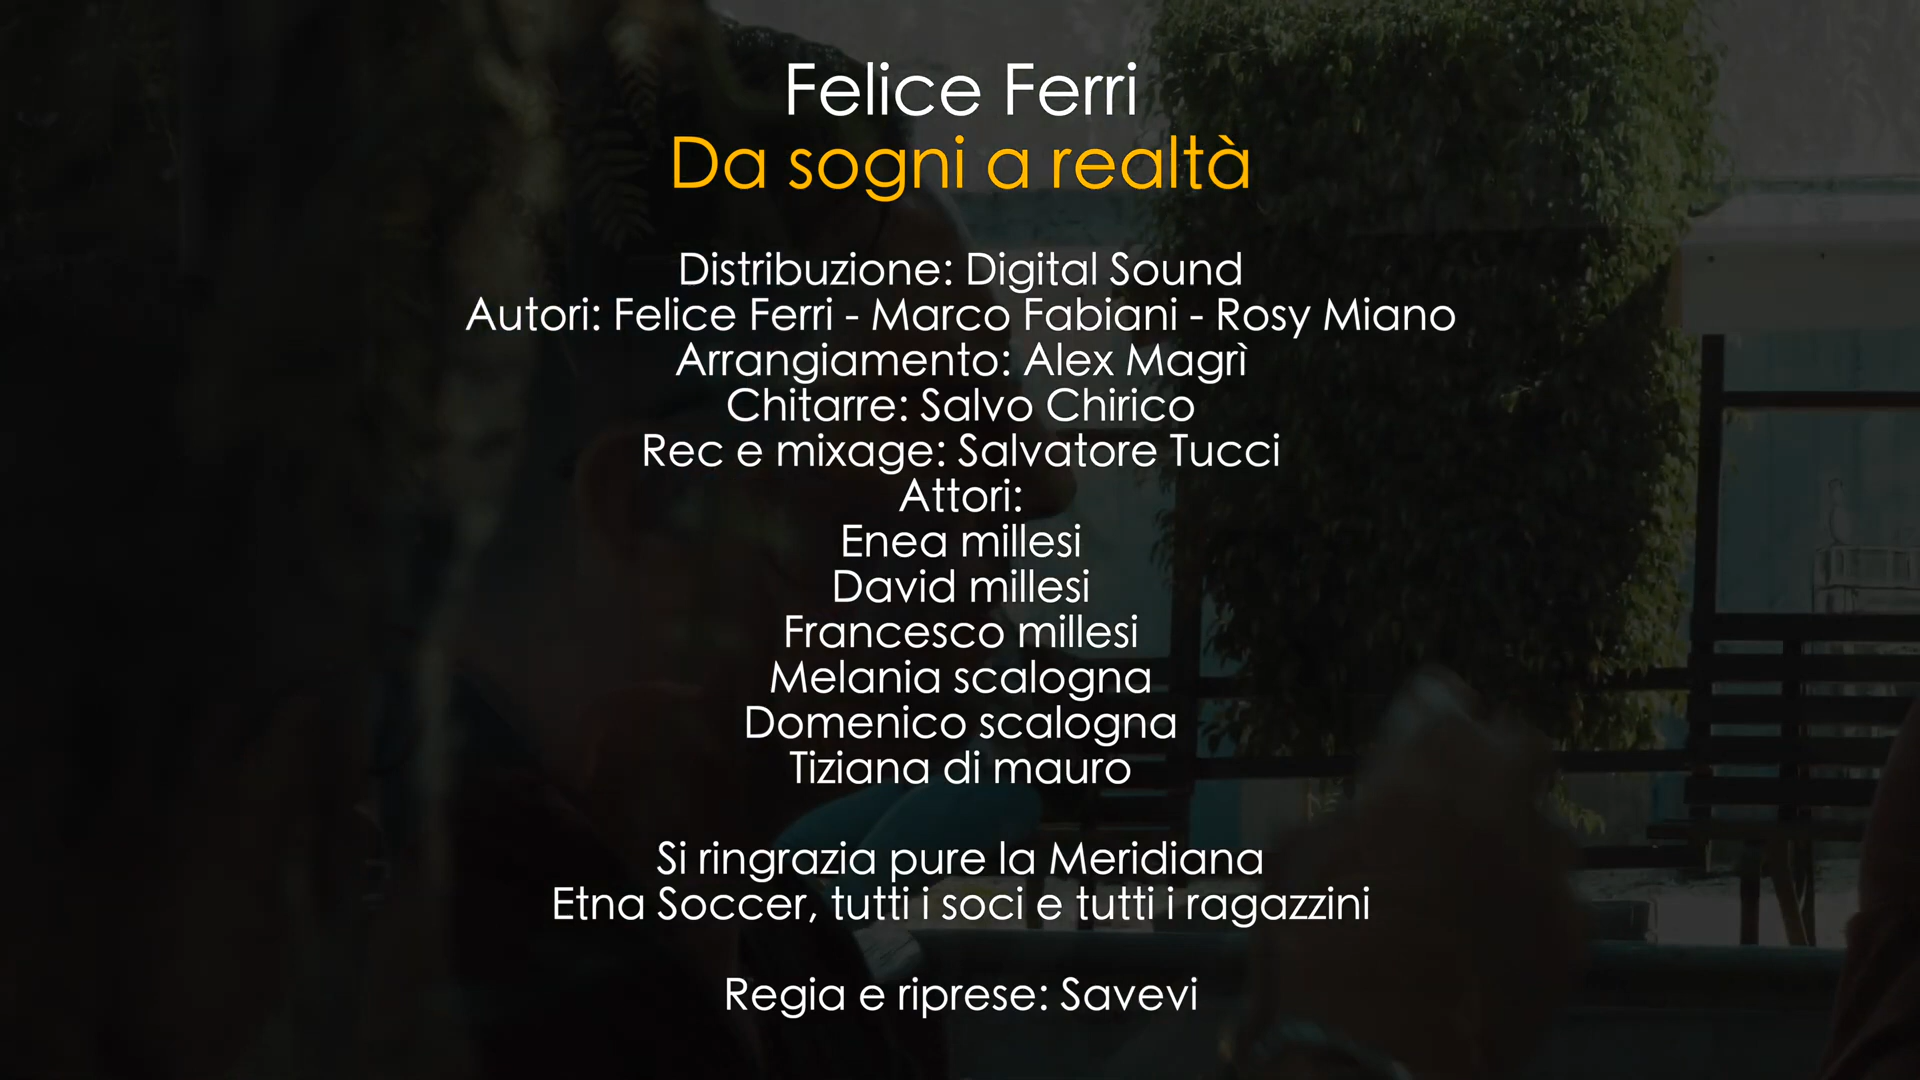 Felice Ferri
Da sogni a realtà
Distribuzione: Digital Sound
Autori: Felice Ferri - Marco Fabiani - Rosy Miano
Arrangiamento: Alex Magrì
Chitarre: Salvo Chirico
Rec e mixage: Salvatore Tucci
Attori:
Enea millesi
David millesi
Francesco millesi
Melania scalogna
Domenico scalogna
Tiziana di mauro
Si ringrazia pure la Meridiana
Etna Soccer, tutti i soci e tutti i ragazzini
Regia e riprese: Savevi